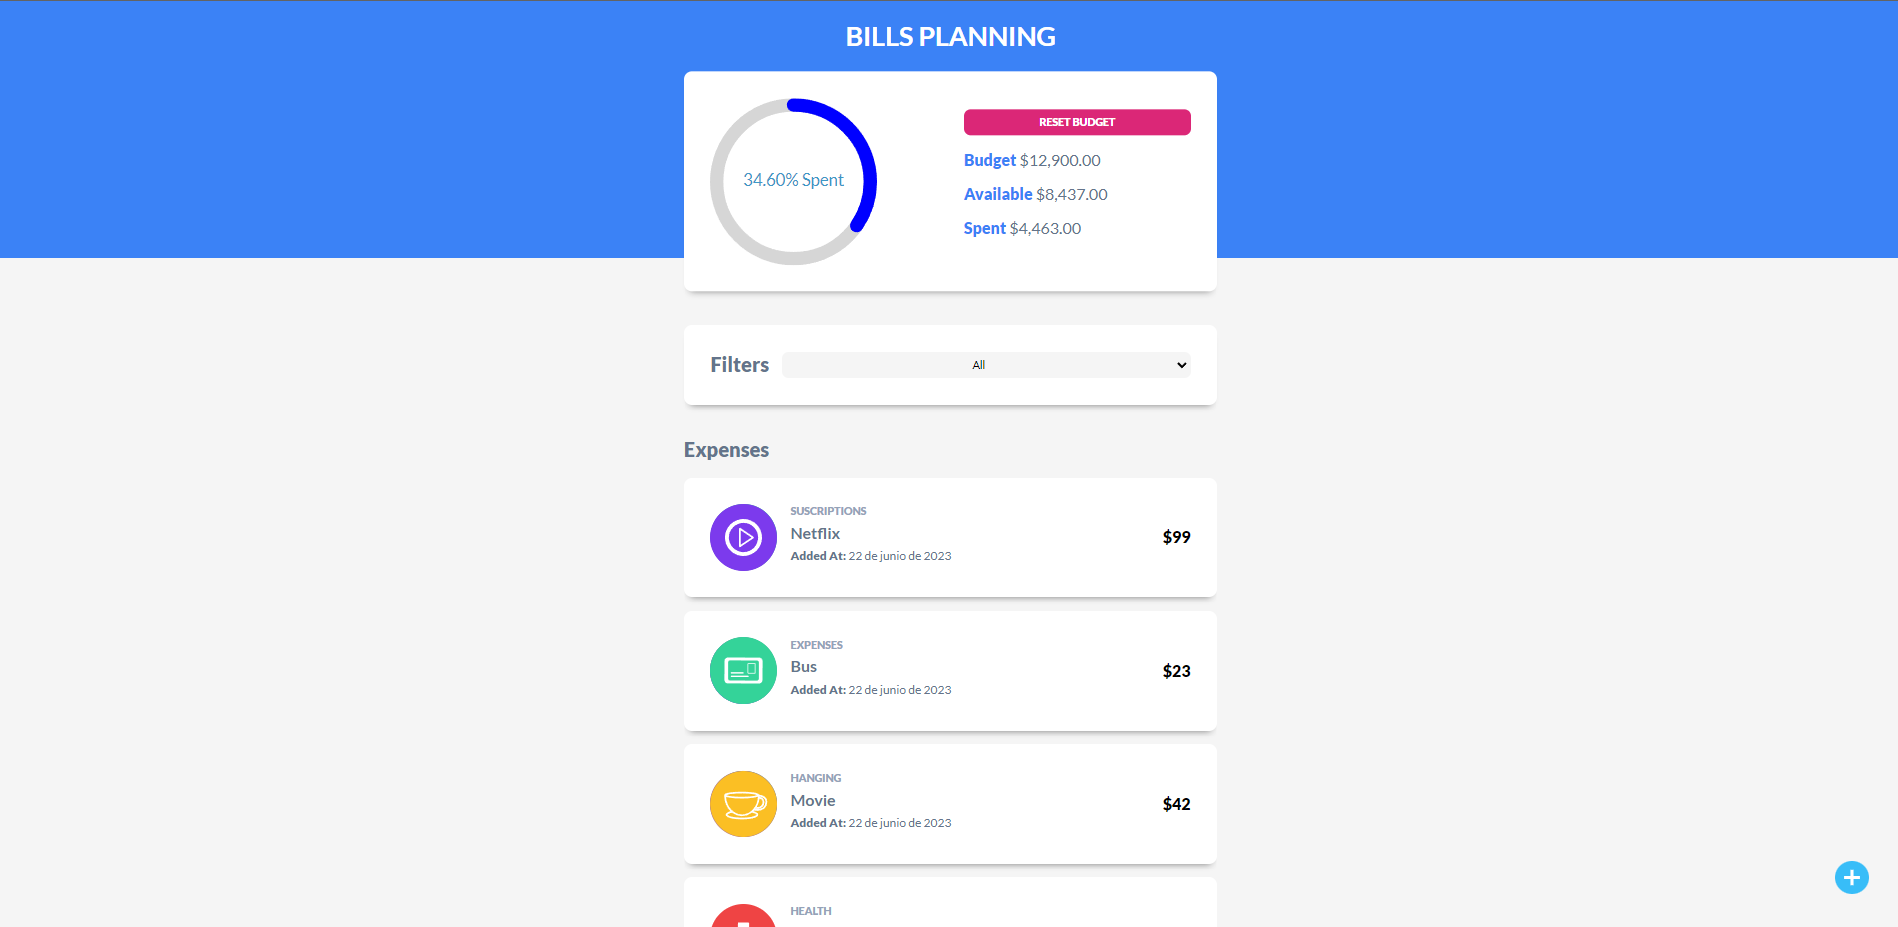 BILLS PLANNING
34.60% Spent
RESET BUDGET
Budget $12,900.00
Available $8,437.00
Spent $4,463.00
Filters
All
Expenses
SUSCRIPTIONS
Netflix
Added At: 22 de junio de 2023
$99
EXPENSES
Bus
Added At: 22 de junio de 2023
$23
HANGING
Movie
Added At: 22 de junio de 2023
$42
HEALTH